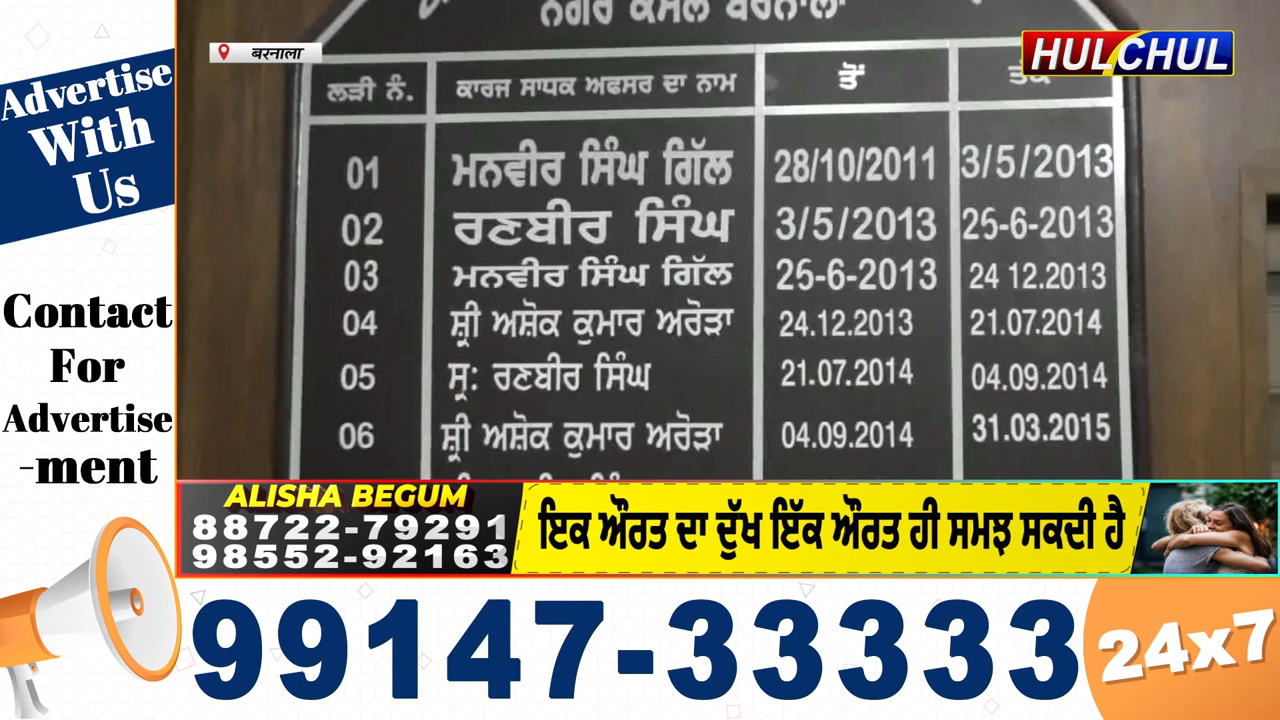 ਨਗਰ ਕੌਂਸਲ ਬਰਨਾਲਾ
ਬਰਨਾਲਾ
HULCHUL
ਲੜੀ ਨੰ. ਕਾਰਜ ਸਾਧਕ ਅਫਸਰ ਦਾ ਨਾਮ ਤੋਂ ਤੱਕ
01 ਮਨਵੀਰ ਸਿੰਘ ਗਿੱਲ 28/10/2011 3/5/2013
02 ਰਣਬੀਰ ਸਿੰਘ 3/5/2013 25-6-2013
03 ਮਨਵੀਰ ਸਿੰਘ ਗਿੱਲ 25-6-2013 24 12.2013
04 ਸ਼੍ਰੀ ਅਸ਼ੋਕ ਕੁਮਾਰ ਅਰੋੜਾ 24.12.2013 21.07.2014
05 ਸ੍ਰ: ਰਣਬੀਰ ਸਿੰਘ 21.07.2014 04.09.2014
06 ਸ਼੍ਰੀ ਅਸ਼ੋਕ ਕੁਮਾਰ ਅਰੋੜਾ 04.09.2014 31.03.2015
Advertise
With
Us
Contact
For
Advertise
-ment
ALISHA BEGUM
88722-79291
98552-92163
ਇਕ ਔਰਤ ਦਾ ਦੁੱਖ ਇੱਕ ਔਰਤ ਹੀ ਸਮਝ ਸਕਦੀ ਹੈ
99147-33333
24x7